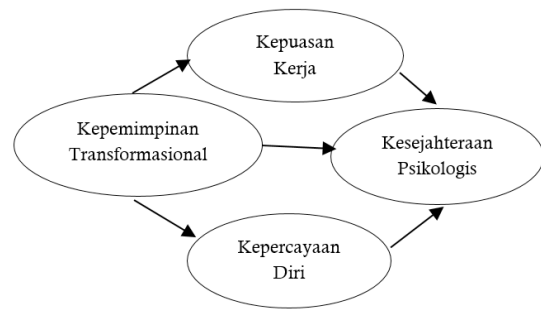 Kepuasan
Kerja
Kepemimpinan
Transformasional
Kesejahteraan
Psikologis
Kepercayaan
Diri